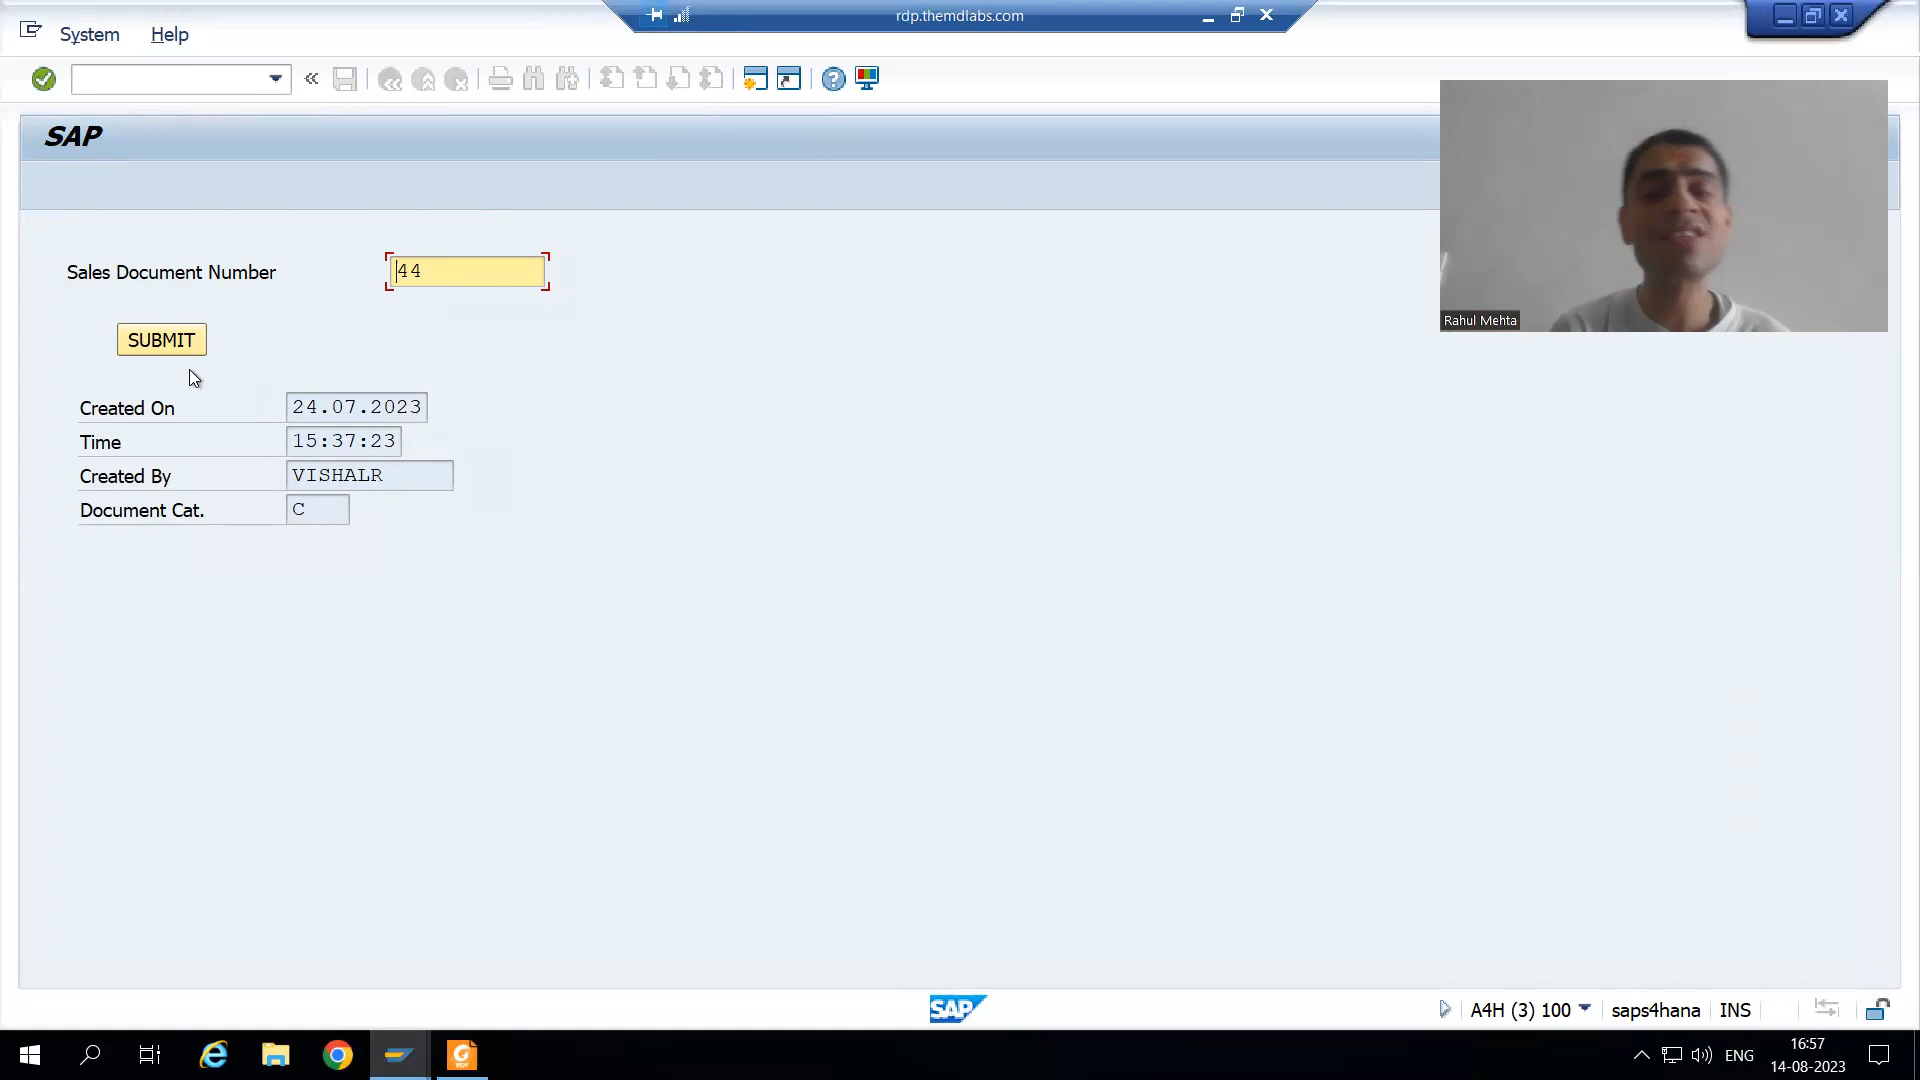 rdp.themdlabs.com
System Help
SAP
Sales Document Number 44
SUBMIT
Created On 24.07.2023
Time 15:37:23
Created By VISHALR
Document Cat. C
Rahul Mehta
SAP
A4H (3) 100 saps4hana INS
ENG
16:57
14-08-2023